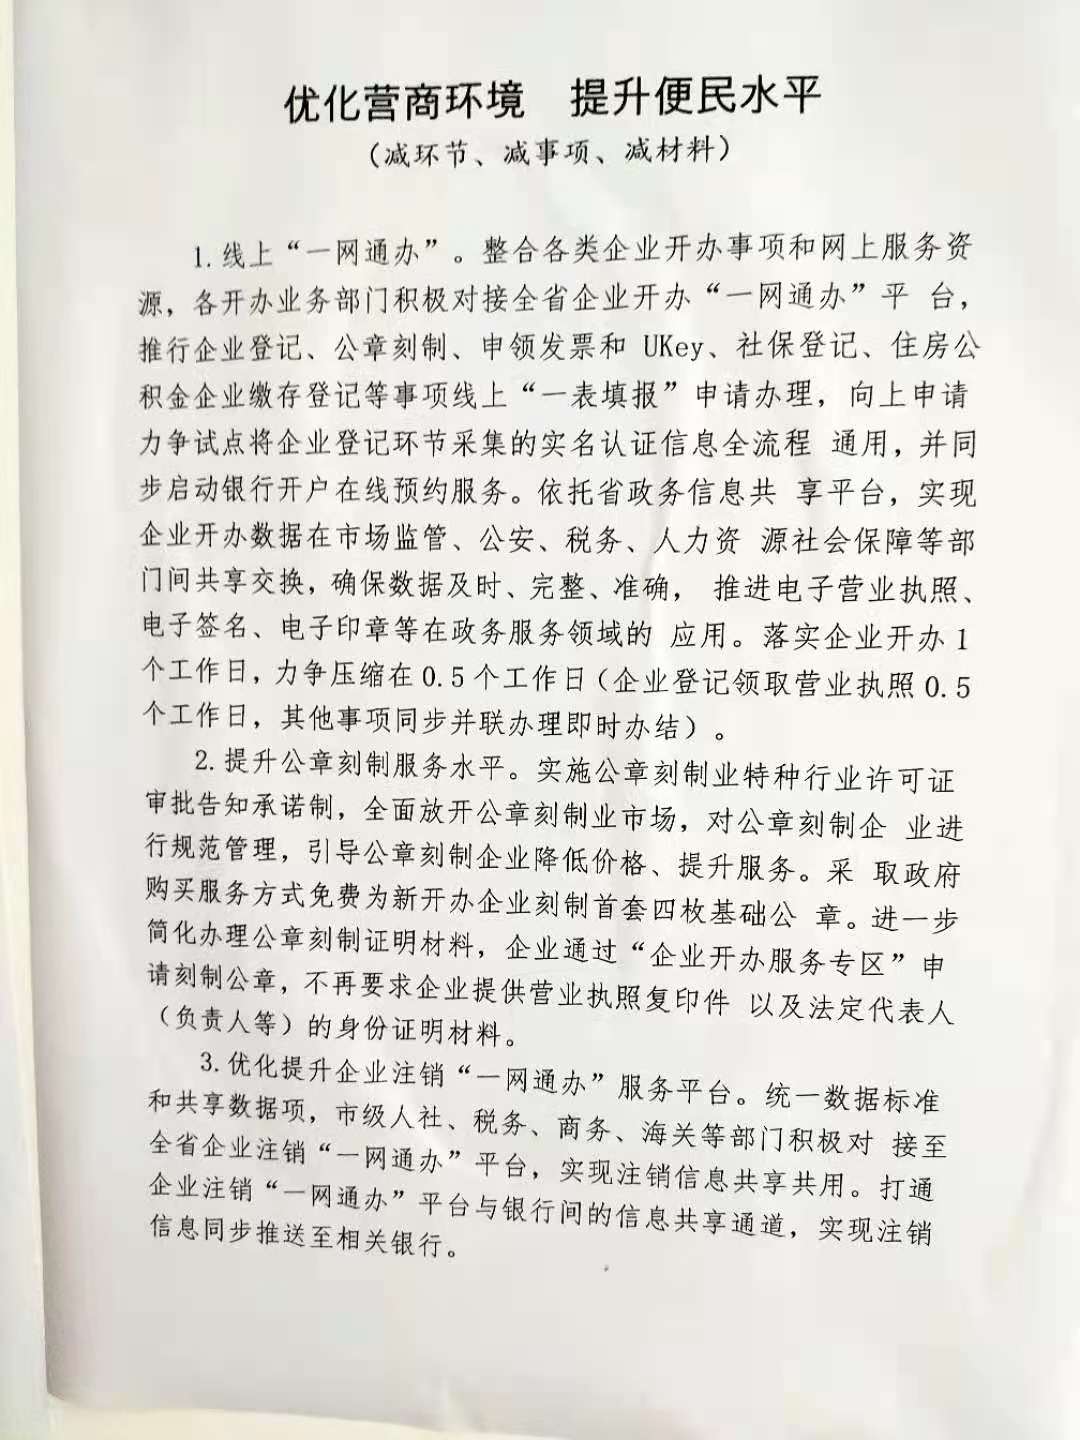 优化营商环境　提升便民水平
（减环节、减事项、减材料）
1.线上“一网通办”。整合各类企业开办事项和网上服务资
源，各开办业务部门积极对接全省企业开办“一网通办”平 台，
推行企业登记、公章刻制、申领发票和 UKey、社保登记、住房公
积金企业缴存登记等事项线上“一表填报”申请办理，向上申请
力争试点将企业登记环节采集的实名认证信息全流程 通用，并同
步启动银行开户在线预约服务。依托省政务信息共 享平台，实现
企业开办数据在市场监管、公安、税务、人力资 源社会保障等部
门间共享交换，确保数据及时、完整、准确， 推进电子营业执照、
电子签名、电子印章等在政务服务领域的 应用。落实企业开办 1
个工作日，力争压缩在 0.5 个工作日（企业登记领取营业执照 0.5
个工作日，其他事项同步并联办理即时办结）。
2.提升公章刻制服务水平。实施公章刻制业特种行业许可证
审批告知承诺制，全面放开公章刻制业市场，对公章刻制企 业进
行规范管理，引导公章刻制企业降低价格、提升服务。采 取政府
购买服务方式免费为新开办企业刻制首套四枚基础公 章。进一步
简化办理公章刻制证明材料，企业通过“企业开办服务专区”申
请刻制公章，不再要求企业提供营业执照复印件 以及法定代表人
（负责人等）的身份证明材料。
3.优化提升企业注销“一网通办”服务平台。统一数据标准
和共享数据项，市级人社、税务、商务、海关等部门积极对 接至
全省企业注销“一网通办”平台，实现注销信息共享共用。打通
企业注销“一网通办”平台与银行间的信息共享通道，实现注销
信息同步推送至相关银行。